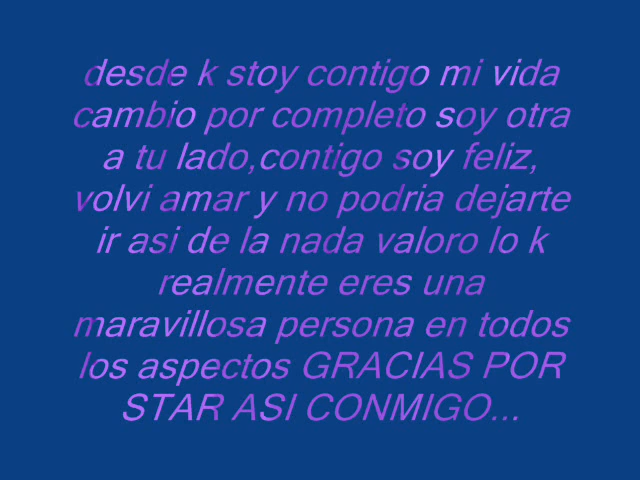 desde k stoy contigo mi vida
cambio por completo soy otra
a tu lado,contigo soy feliz,
volvi amar y no podria dejarte
ir asi de la nada valoro lo k
realmente eres una
maravillosa persona en todos
los aspectos GRACIAS POR
STAR ASI CONMIGO...